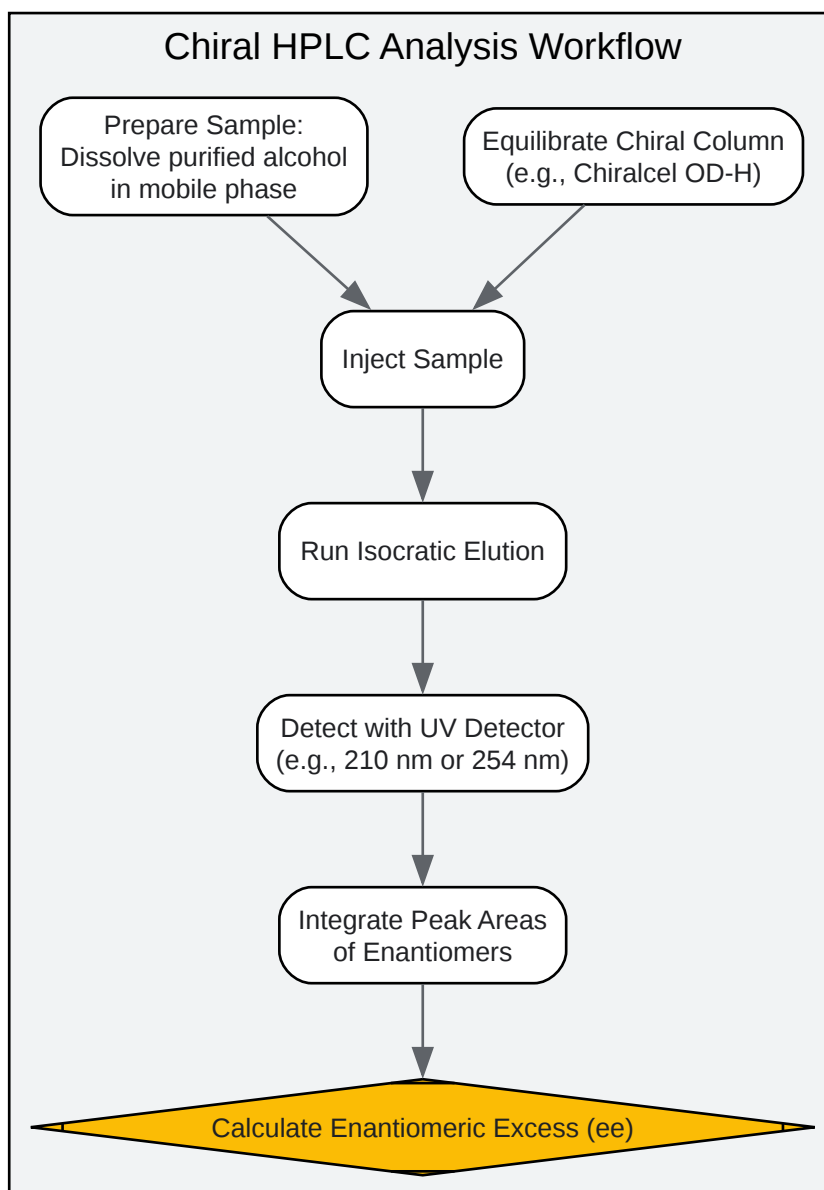 Chiral HPLC Analysis Workflow
Prepare Sample:
Dissolve purified alcohol
in mobile phase
Equilibrate Chiral Column
(e.g., Chiralcel OD-H)
Inject Sample
Run Isocratic Elution
Detect with UV Detector
(e.g., 210 nm or 254 nm)
Integrate Peak Areas
of Enantiomers
Calculate Enantiomeric Excess (ee)